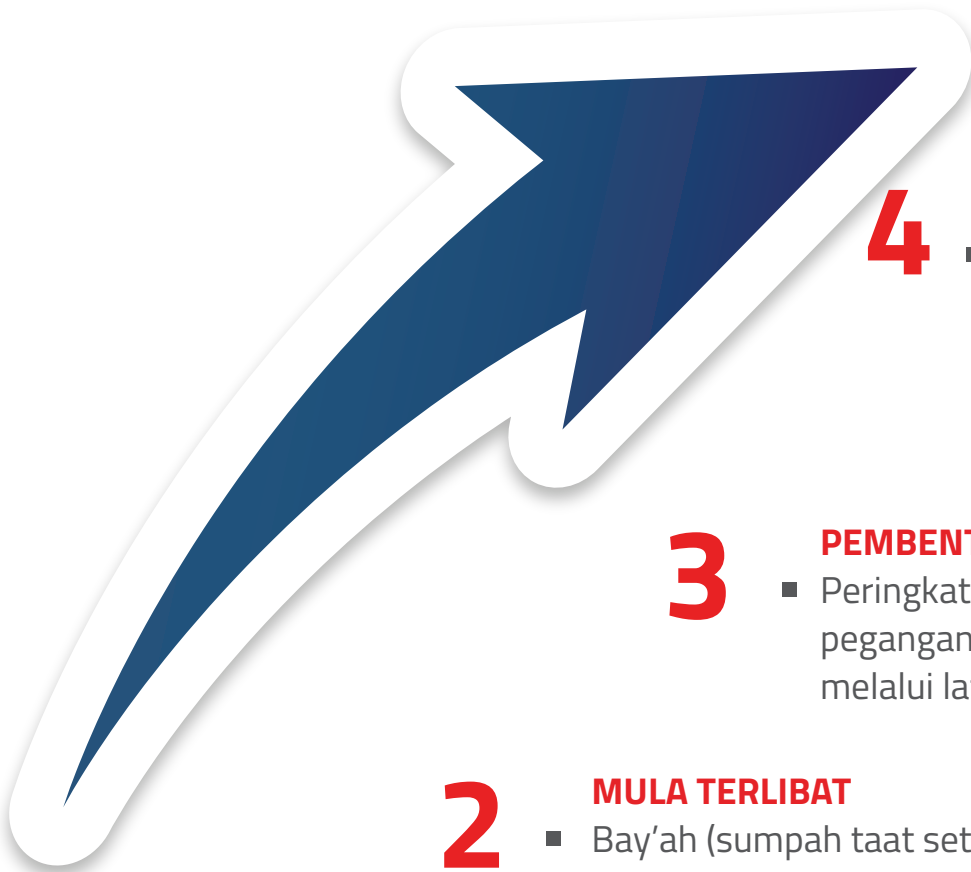 4
3
PEMBENT
Peringkat
pegangan
melalui la
2
MULA TERLIBAT
Bay’ah (sumpah taat set